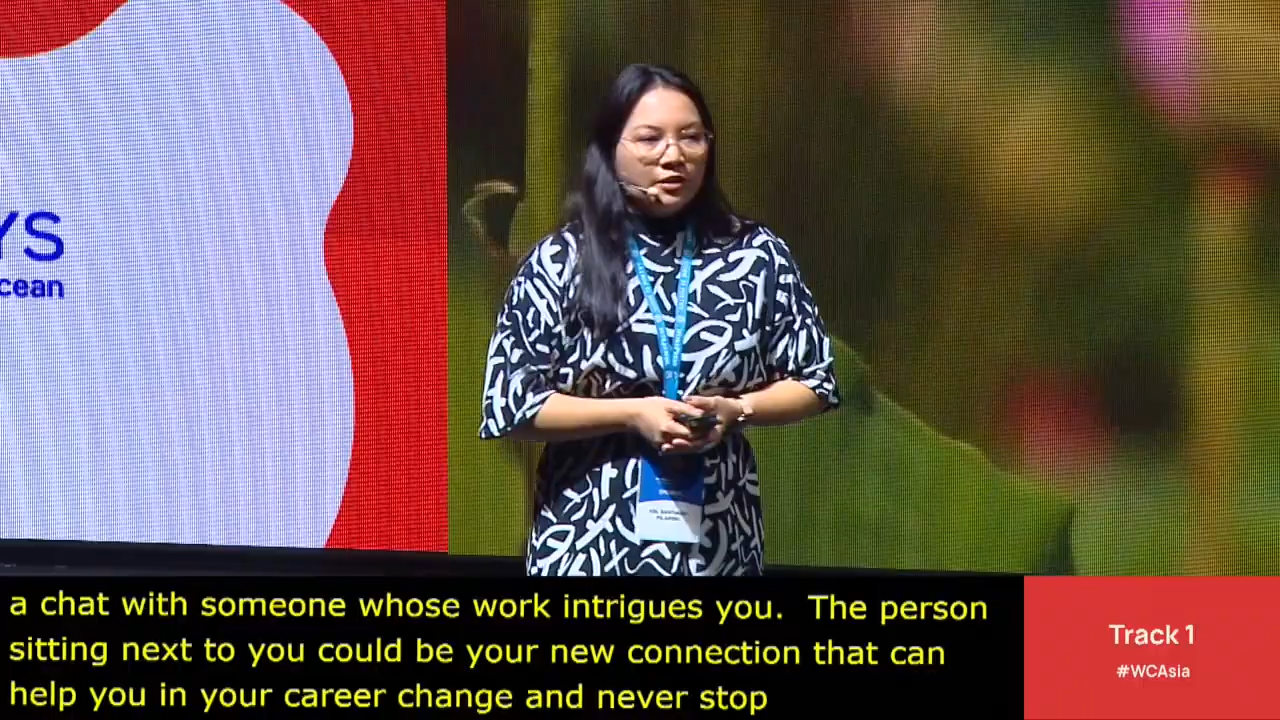 YS
cean
a chat with someone whose work intrigues you.  The person
sitting next to you could be your new connection that can
help you in your career change and never stop
Track 1
#WCAsia